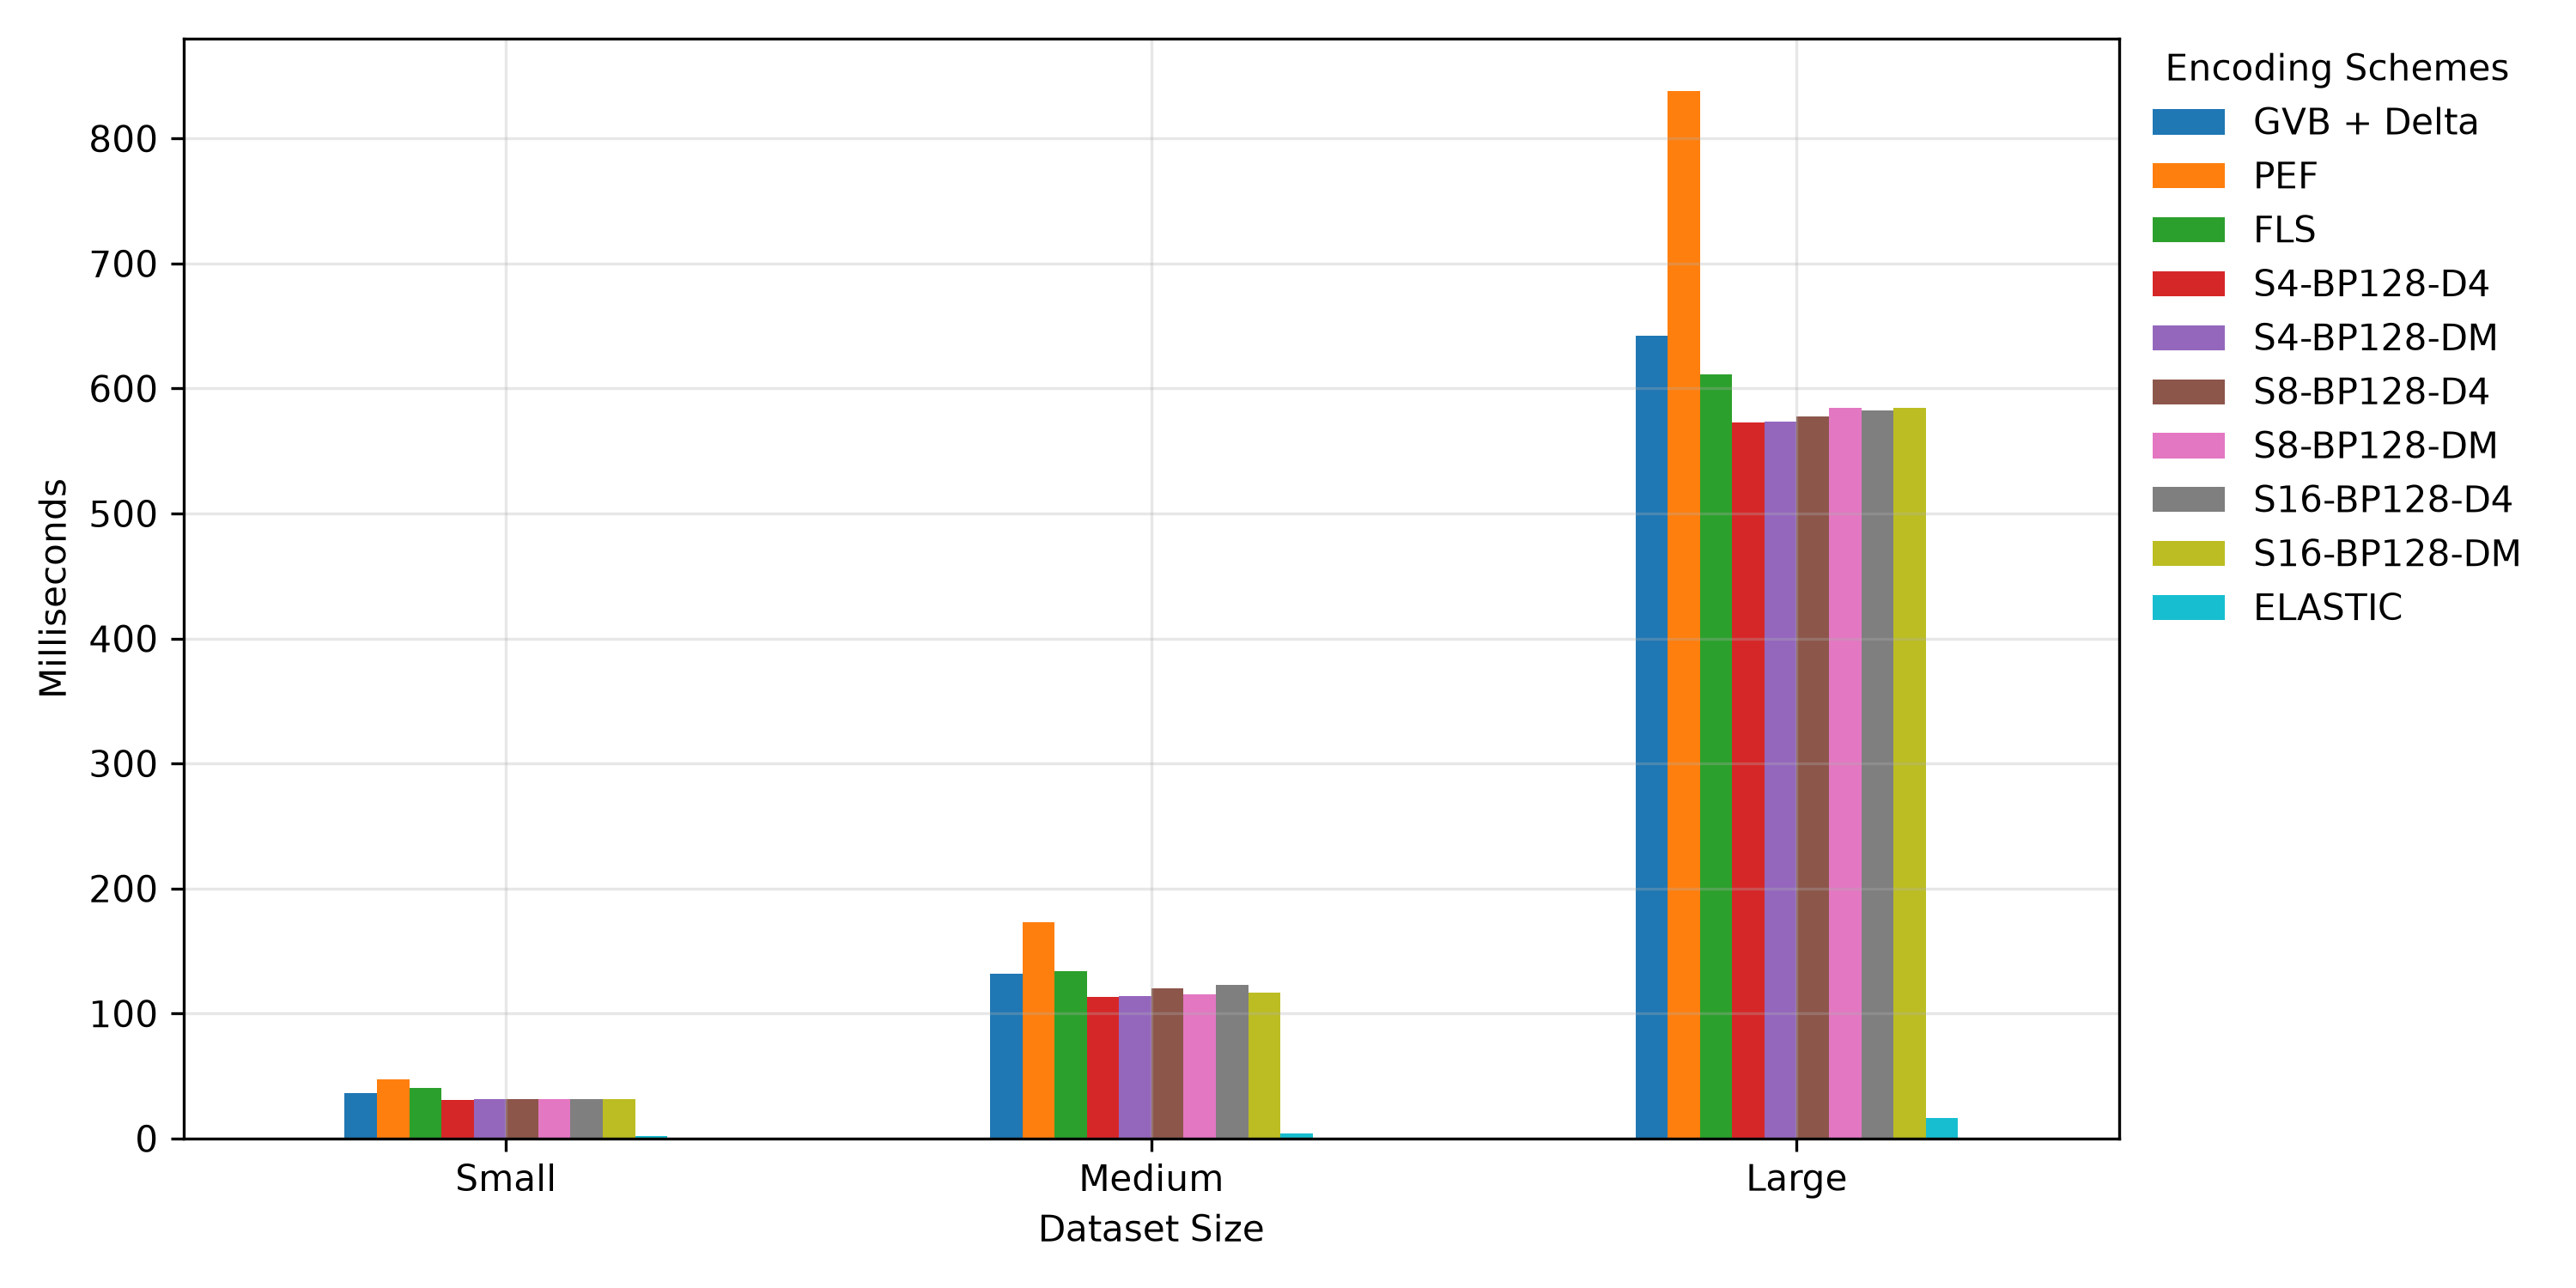 Milliseconds
800
700
600
500
400
300
200
100
0
Small
Medium
Large
Dataset Size
Encoding Schemes
GVB + Delta
PEF
FLS
S4-BP128-D4
S4-BP128-DM
S8-BP128-D4
S8-BP128-DM
S16-BP128-D4
S16-BP128-DM
ELASTIC